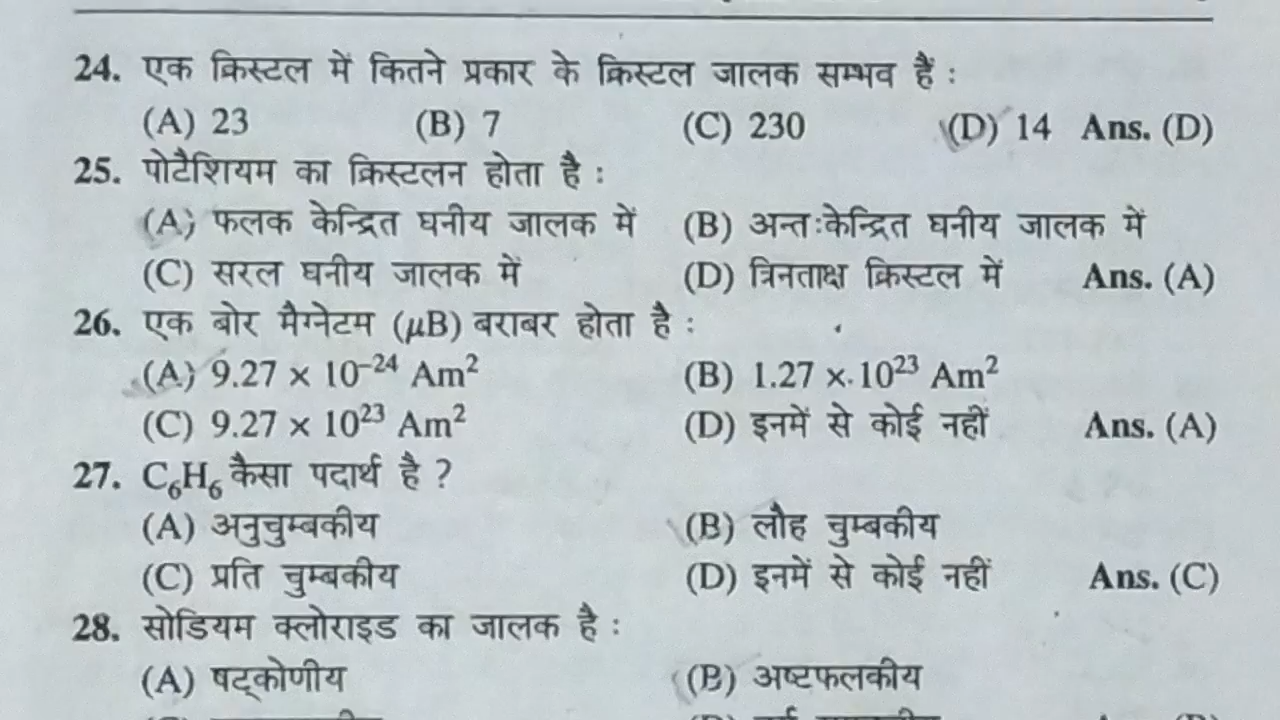 24. एक क्रिस्टल में कितने प्रकार के क्रिस्टल जालक सम्भव हैं :
(A) 23 (B) 7 (C) 230 (D) 14 Ans. (D)
25. पोटैशियम का क्रिस्टलन होता है :
(A) फलक केन्द्रित घनीय जालक में (B) अन्तःकेन्द्रित घनीय जालक में
(C) सरल घनीय जालक में (D) त्रिनताक्ष क्रिस्टल में Ans. (A)
26. एक बोर मैग्नेटम (μB) बराबर होता है :
(A) 9.27 × 10⁻²⁴ Am² (B) 1.27 × 10²³ Am²
(C) 9.27 × 10²³ Am² (D) इनमें से कोई नहीं Ans. (A)
27. C₆H₆ कैसा पदार्थ है ?
(A) अनुचुम्बकीय (B) लौह चुम्बकीय
(C) प्रति चुम्बकीय (D) इनमें से कोई नहीं Ans. (C)
28. सोडियम क्लोराइड का जालक है :
(A) षट्कोणीय (B) अष्टफलकीय